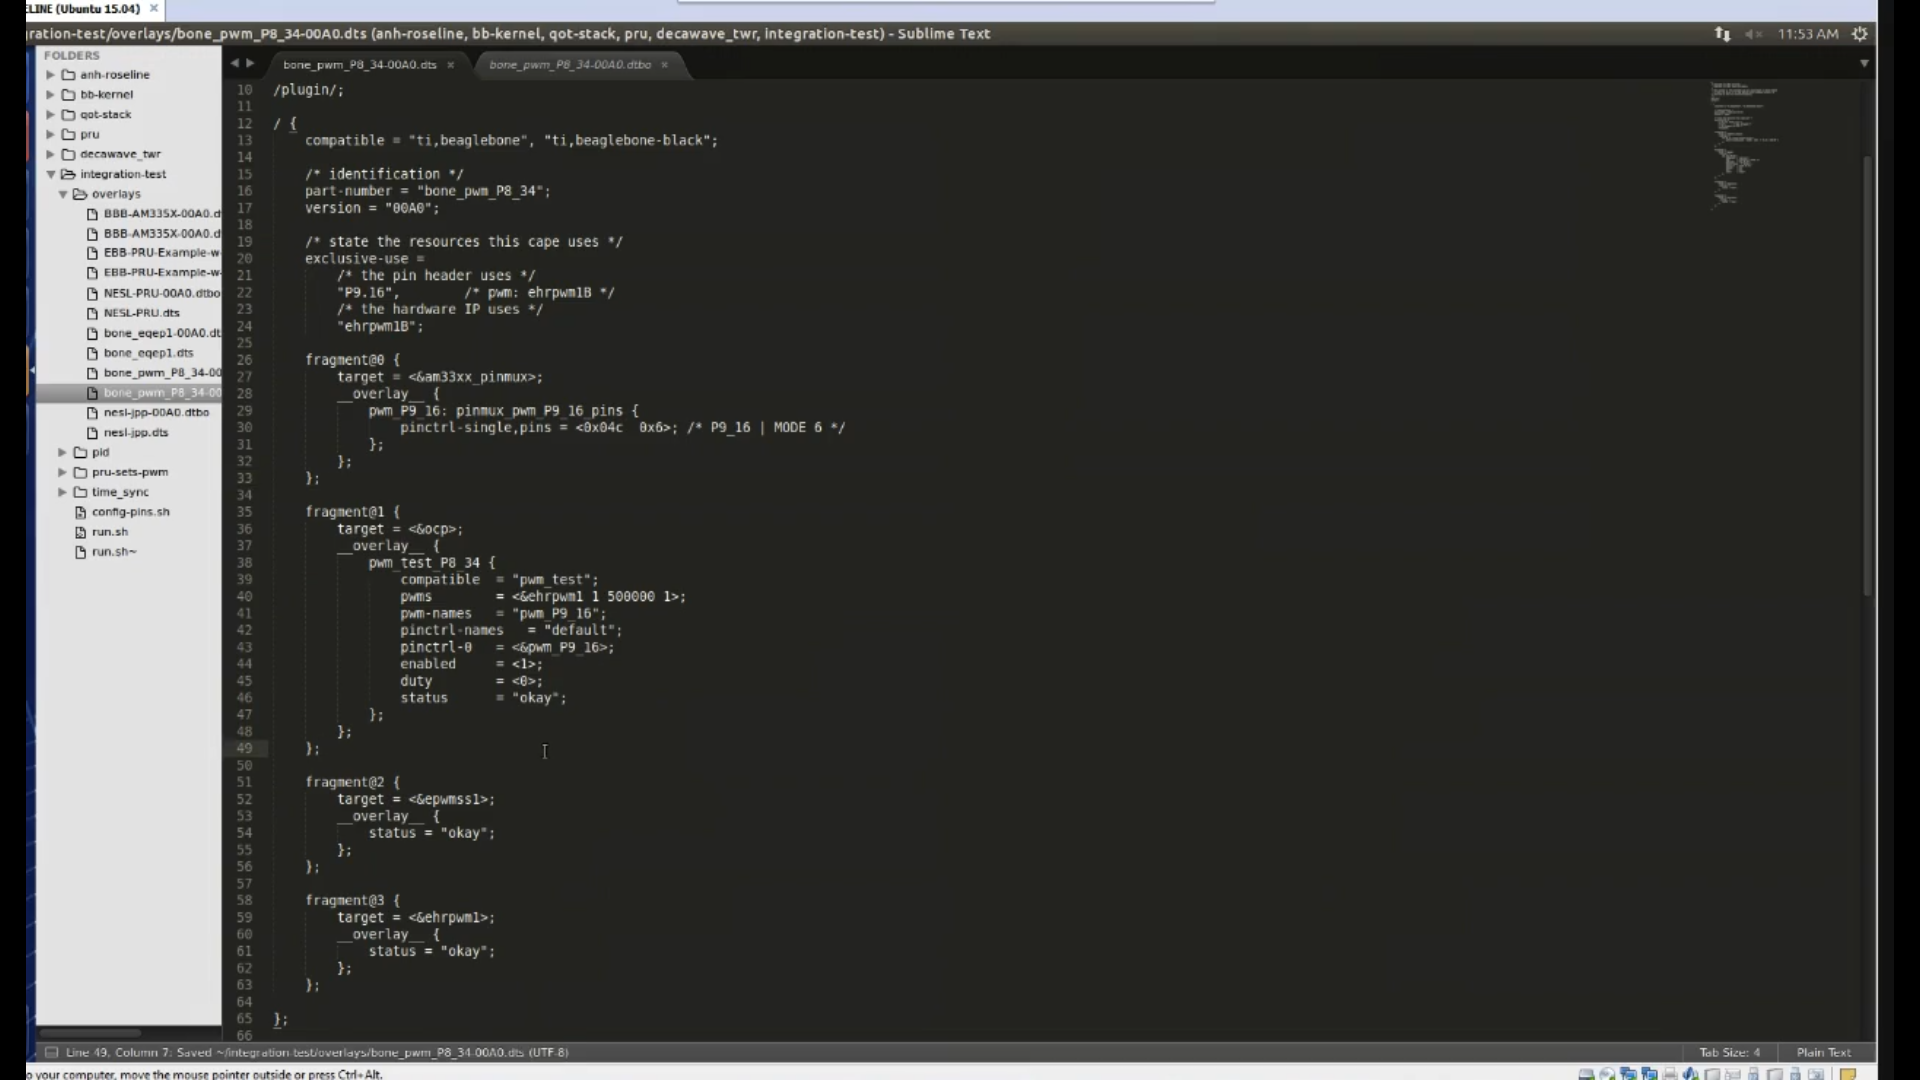 ELINE (Ubuntu 15.04) ×
ration-test/overlays/bone_pwm_P8_34-00A0.dts (anh-roseline, bb-kernel, qot-stack, pru, decawave_twr, integration-test) - Sublime Text
11:53 AM
FOLDERS
anh-roseline
bb-kernel
qot-stack
pru
decawave_twr
integration-test
overlays
BBB-AM335X-00A0.d
BBB-AM335X-00A0.d
EBB-PRU-Example-w
EBB-PRU-Example-w
NESL-PRU-00A0.dtbo
NESL-PRU.dts
bone_eqep1-00A0.dt
bone_eqep1.dts
bone_pwm_P8_34-00
bone_pwm_P8_34-00
nesl-jpp-00A0.dtbo
nesl-jpp.dts
pid
pru-sets-pwm
time_sync
config-pins.sh
run.sh
run.sh~
bone_pwm_P8_34-00A0.dts ×
bone_pwm_P8_34-00A0.dtbo ×
10 /plugin/;
11
12 / {
13 compatible = "ti,beaglebone", "ti,beaglebone-black";
14
15 /* identification */
16 part-number = "bone_pwm_P8_34";
17 version = "00A0";
18
19 /* state the resources this cape uses */
20 exclusive-use =
21 /* the pin header uses */
22 "P9.16", /* pwm: ehrpwm1B */
23 /* the hardware IP uses */
24 "ehrpwm1B";
25
26 fragment@0 {
27 target = <&am33xx_pinmux>;
28 __overlay__ {
29 pwm_P9_16: pinmux_pwm_P9_16_pins {
30 pinctrl-single,pins = <0x04c 0x6>; /* P9_16 | MODE 6 */
31 };
32 };
33 };
34
35 fragment@1 {
36 target = <&ocp>;
37 __overlay__ {
38 pwm_test_P8_34 {
39 compatible = "pwm_test";
40 pwms = <&ehrpwm1 1 500000 1>;
41 pwm-names = "pwm_P9_16";
42 pinctrl-names = "default";
43 pinctrl-0 = <&pwm_P9_16>;
44 enabled = <1>;
45 duty = <0>;
46 status = "okay";
47 };
48 };
49 };
50
51 fragment@2 {
52 target = <&epwmss1>;
53 __overlay__ {
54 status = "okay";
55 };
56 };
57
58 fragment@3 {
59 target = <&ehrpwm1>;
60 __overlay__ {
61 status = "okay";
62 };
63 };
64
65 };
66
Line 49, Column 7: Saved ~/integration-test/overlays/bone_pwm_P8_34-00A0.dts (UTF-8)
Tab Size: 4
Plain Text
o your computer, move the mouse pointer outside or press Ctrl+Alt.